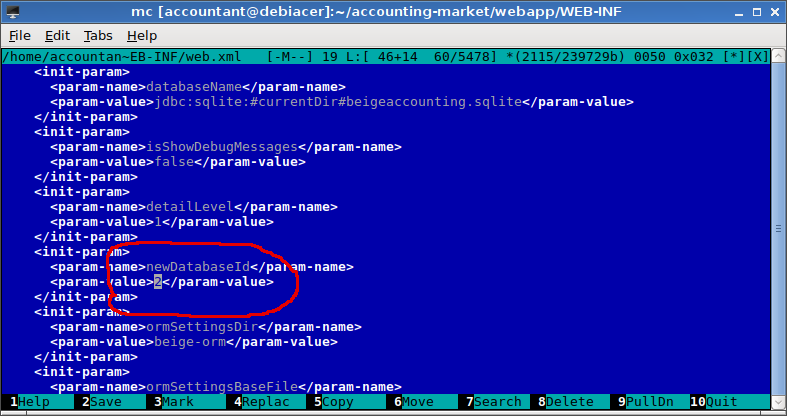 mc [accountant@debiacer]:~/accounting-market/webapp/WEB-INF
File Edit Tabs Help
/home/accountan~EB-INF/web.xml [-M--] 19 L:[ 46+14 60/5478] *(2115/239729b) 0050 0x032 [*][X]
<init-param>
<param-name>databaseName</param-name>
<param-value>jdbc:sqlite:#currentDir#beigeaccounting.sqlite</param-value>
</init-param>
<init-param>
<param-name>isShowDebugMessages</param-name>
<param-value>false</param-value>
</init-param>
<init-param>
<param-name>detailLevel</param-name>
<param-value>1</param-value>
</init-param>
<init-param>
<param-name>newDatabaseId</param-name>
<param-value>2</param-value>
</init-param>
<init-param>
<param-name>ormSettingsDir</param-name>
<param-value>beige-orm</param-value>
</init-param>
<init-param>
<param-name>ormSettingsBaseFile</param-name>
1Help 2Save 3Mark 4Replac 5Copy 6Move 7Search 8Delete 9PullDn 10Quit